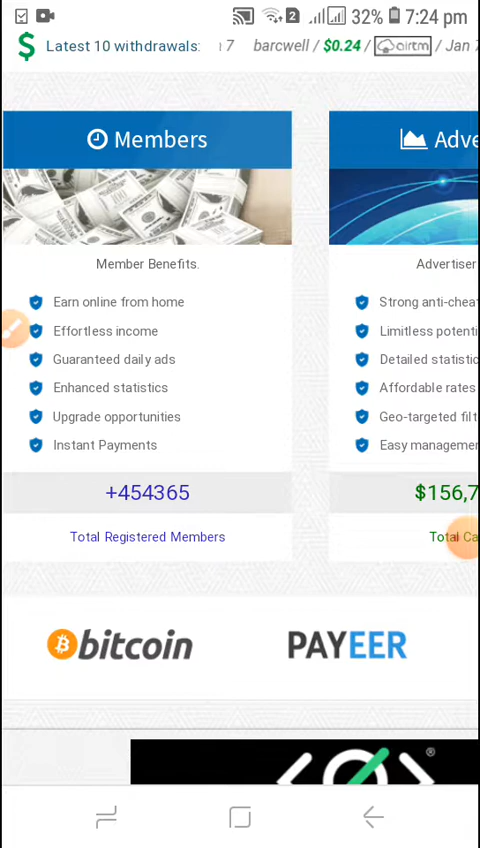 2 32% 7:24 pm
Latest 10 withdrawals: 7 barcwell / $0.24 / airtm / Jan 7
Members
Adve
Member Benefits.
Advertiser
Earn online from home
Strong anti-cheat
Effortless income
Limitless potenti
Guaranteed daily ads
Detailed statistic
Enhanced statistics
Affordable rates
Upgrade opportunities
Geo-targeted filt
Instant Payments
Easy managemen
+454365
$156,7
Total Registered Members
Total Ca
bitcoin
PAYEER
®